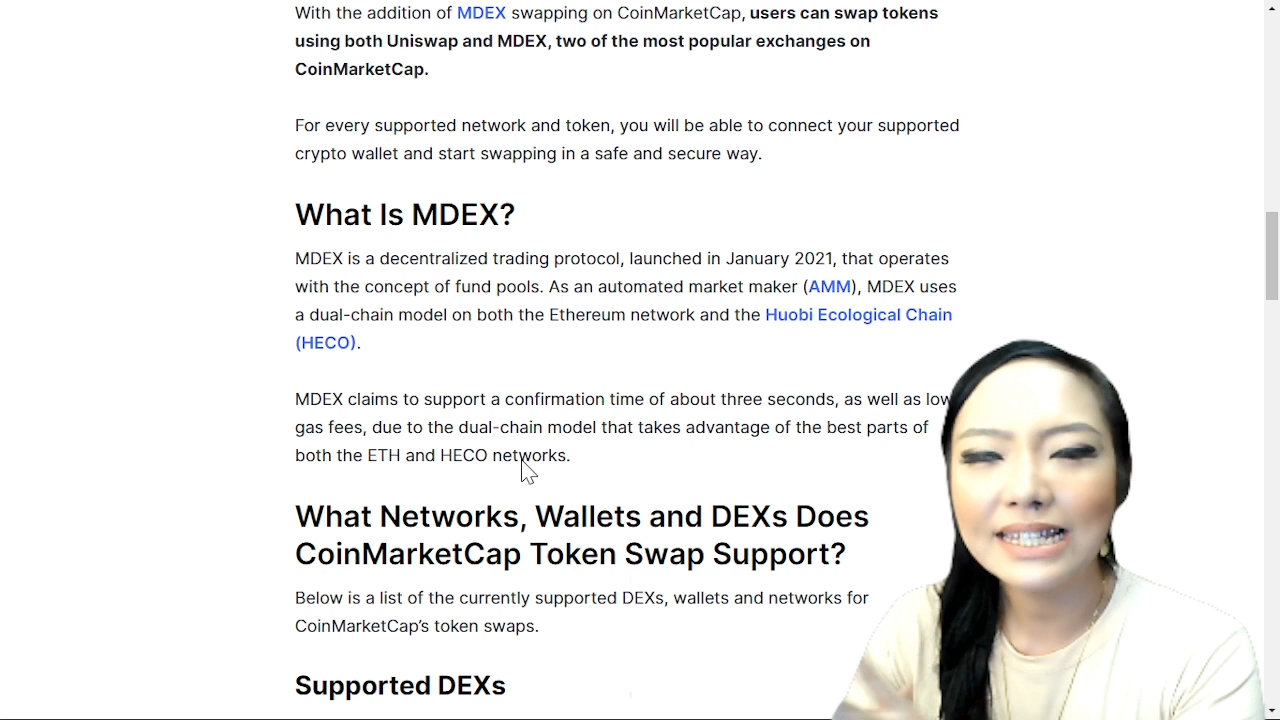 With the addition of MDEX swapping on CoinMarketCap, users can swap tokens
using both Uniswap and MDEX, two of the most popular exchanges on
CoinMarketCap.
For every supported network and token, you will be able to connect your supported
crypto wallet and start swapping in a safe and secure way.
What Is MDEX?
MDEX is a decentralized trading protocol, launched in January 2021, that operates
with the concept of fund pools. As an automated market maker (AMM), MDEX uses
a dual-chain model on both the Ethereum network and the Huobi Ecological Chain
(HECO).
MDEX claims to support a confirmation time of about three seconds, as well as low
gas fees, due to the dual-chain model that takes advantage of the best parts of
both the ETH and HECO networks.
What Networks, Wallets and DEXs Does
CoinMarketCap Token Swap Support?
Below is a list of the currently supported DEXs, wallets and networks for
CoinMarketCap's token swaps.
Supported DEXs